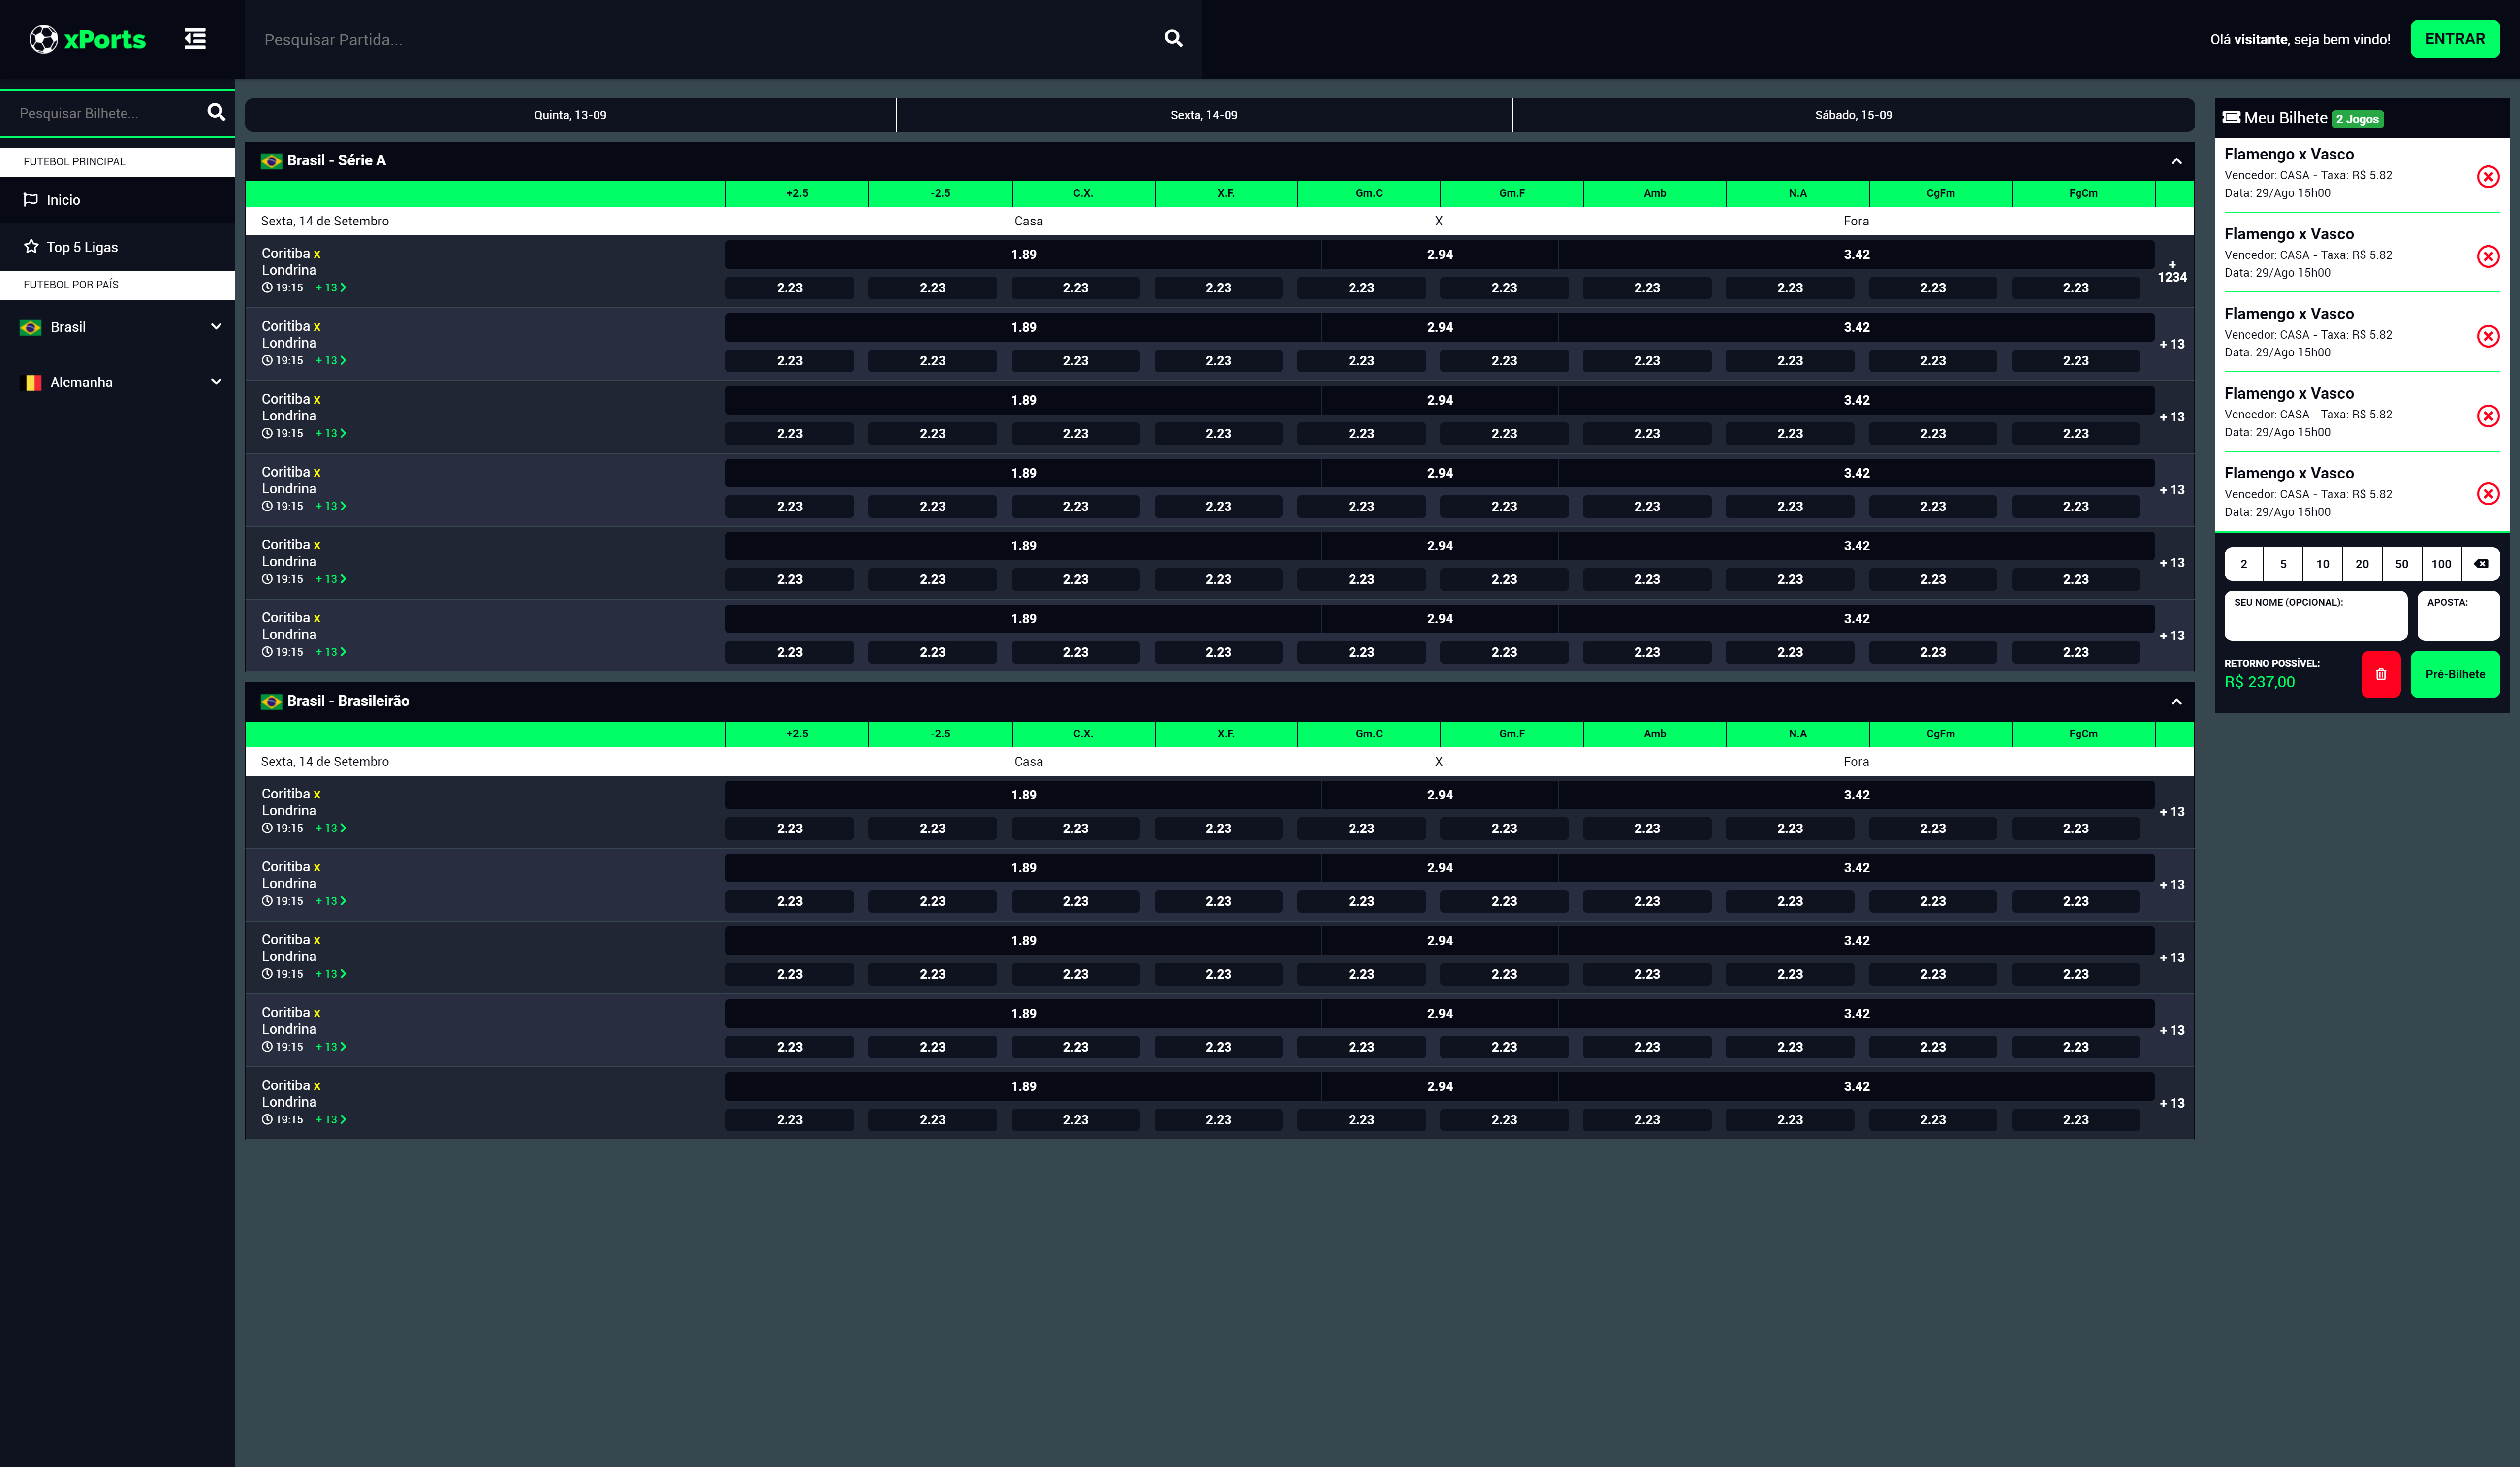 xPorts
Pesquisar Partida...
Olá visitante, seja bem vindo!
ENTRAR
Pesquisar Bilhete...
FUTEBOL PRINCIPAL
Inicio
Top 5 Ligas
FUTEBOL POR PAÍS
Brasil
Alemanha
Quinta, 13-09 Sexta, 14-09 Sábado, 15-09
Brasil - Série A
+2.5 -2.5 C.X. X.F. Gm.C Gm.F Amb N.A CgFm FgCm
Sexta, 14 de Setembro Casa X Fora
Coritiba x
Londrina
19:15 + 13
1.89 2.94 3.42
2.23 2.23 2.23 2.23 2.23 2.23 2.23 2.23 2.23 2.23
+
1234
Coritiba x
Londrina
19:15 + 13
1.89 2.94 3.42
2.23 2.23 2.23 2.23 2.23 2.23 2.23 2.23 2.23 2.23
+ 13
Coritiba x
Londrina
19:15 + 13
1.89 2.94 3.42
2.23 2.23 2.23 2.23 2.23 2.23 2.23 2.23 2.23 2.23
+ 13
Coritiba x
Londrina
19:15 + 13
1.89 2.94 3.42
2.23 2.23 2.23 2.23 2.23 2.23 2.23 2.23 2.23 2.23
+ 13
Coritiba x
Londrina
19:15 + 13
1.89 2.94 3.42
2.23 2.23 2.23 2.23 2.23 2.23 2.23 2.23 2.23 2.23
+ 13
Coritiba x
Londrina
19:15 + 13
1.89 2.94 3.42
2.23 2.23 2.23 2.23 2.23 2.23 2.23 2.23 2.23 2.23
+ 13
Brasil - Brasileirão
+2.5 -2.5 C.X. X.F. Gm.C Gm.F Amb N.A CgFm FgCm
Sexta, 14 de Setembro Casa X Fora
Coritiba x
Londrina
19:15 + 13
1.89 2.94 3.42
2.23 2.23 2.23 2.23 2.23 2.23 2.23 2.23 2.23 2.23
+ 13
Coritiba x
Londrina
19:15 + 13
1.89 2.94 3.42
2.23 2.23 2.23 2.23 2.23 2.23 2.23 2.23 2.23 2.23
+ 13
Coritiba x
Londrina
19:15 + 13
1.89 2.94 3.42
2.23 2.23 2.23 2.23 2.23 2.23 2.23 2.23 2.23 2.23
+ 13
Coritiba x
Londrina
19:15 + 13
1.89 2.94 3.42
2.23 2.23 2.23 2.23 2.23 2.23 2.23 2.23 2.23 2.23
+ 13
Coritiba x
Londrina
19:15 + 13
1.89 2.94 3.42
2.23 2.23 2.23 2.23 2.23 2.23 2.23 2.23 2.23 2.23
+ 13
Meu Bilhete 2 Jogos
Flamengo x Vasco
Vencedor: CASA - Taxa: R$ 5.82
Data: 29/Ago 15h00
Flamengo x Vasco
Vencedor: CASA - Taxa: R$ 5.82
Data: 29/Ago 15h00
Flamengo x Vasco
Vencedor: CASA - Taxa: R$ 5.82
Data: 29/Ago 15h00
Flamengo x Vasco
Vencedor: CASA - Taxa: R$ 5.82
Data: 29/Ago 15h00
Flamengo x Vasco
Vencedor: CASA - Taxa: R$ 5.82
Data: 29/Ago 15h00
2 5 10 20 50 100
SEU NOME (OPCIONAL): APOSTA:
RETORNO POSSÍVEL:
R$ 237,00
Pré-Bilhete